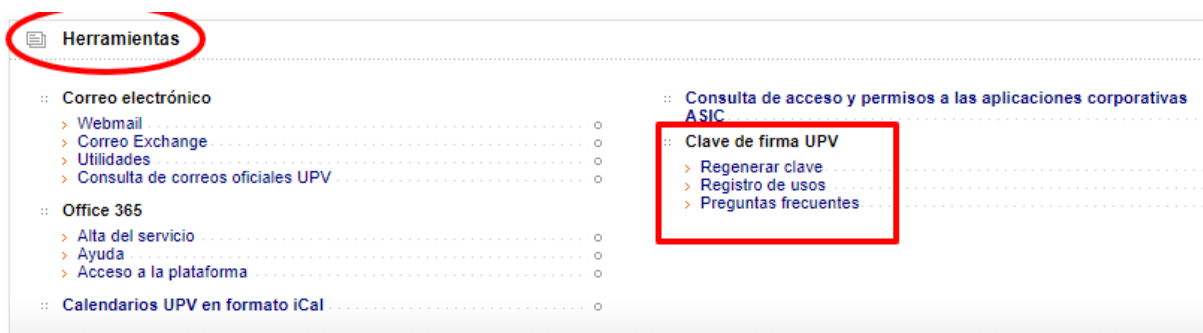 Herramientas
Correo electrónico
Webmail
Correo Exchange
Utilidades
Consulta de correos oficiales UPV
Office 365
Alta del servicio
Ayuda
Acceso a la plataforma
Calendarios UPV en formato iCal
Consulta de acceso y permisos a las aplicaciones corporativas
ASIC
Clave de firma UPV
Regenerar clave
Registro de usos
Preguntas frecuentes